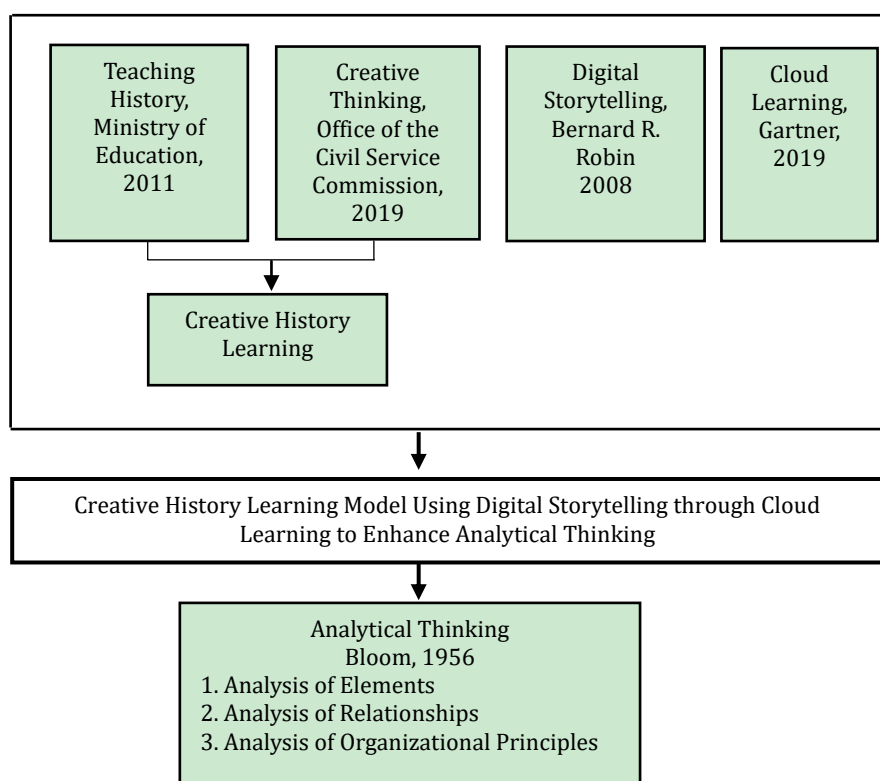 Teaching
History,
Ministry of
Education,
2011
Creative
Thinking,
Office of the
Civil Service
Commission,
2019
Digital
Storytelling,
Bernard R.
Robin
2008
Cloud
Learning,
Gartner,
2019
Creative History
Learning
Creative History Learning Model Using Digital Storytelling through Cloud
Learning to Enhance Analytical Thinking
Analytical Thinking
Bloom, 1956
1. Analysis of Elements
2. Analysis of Relationships
3. Analysis of Organizational Principles